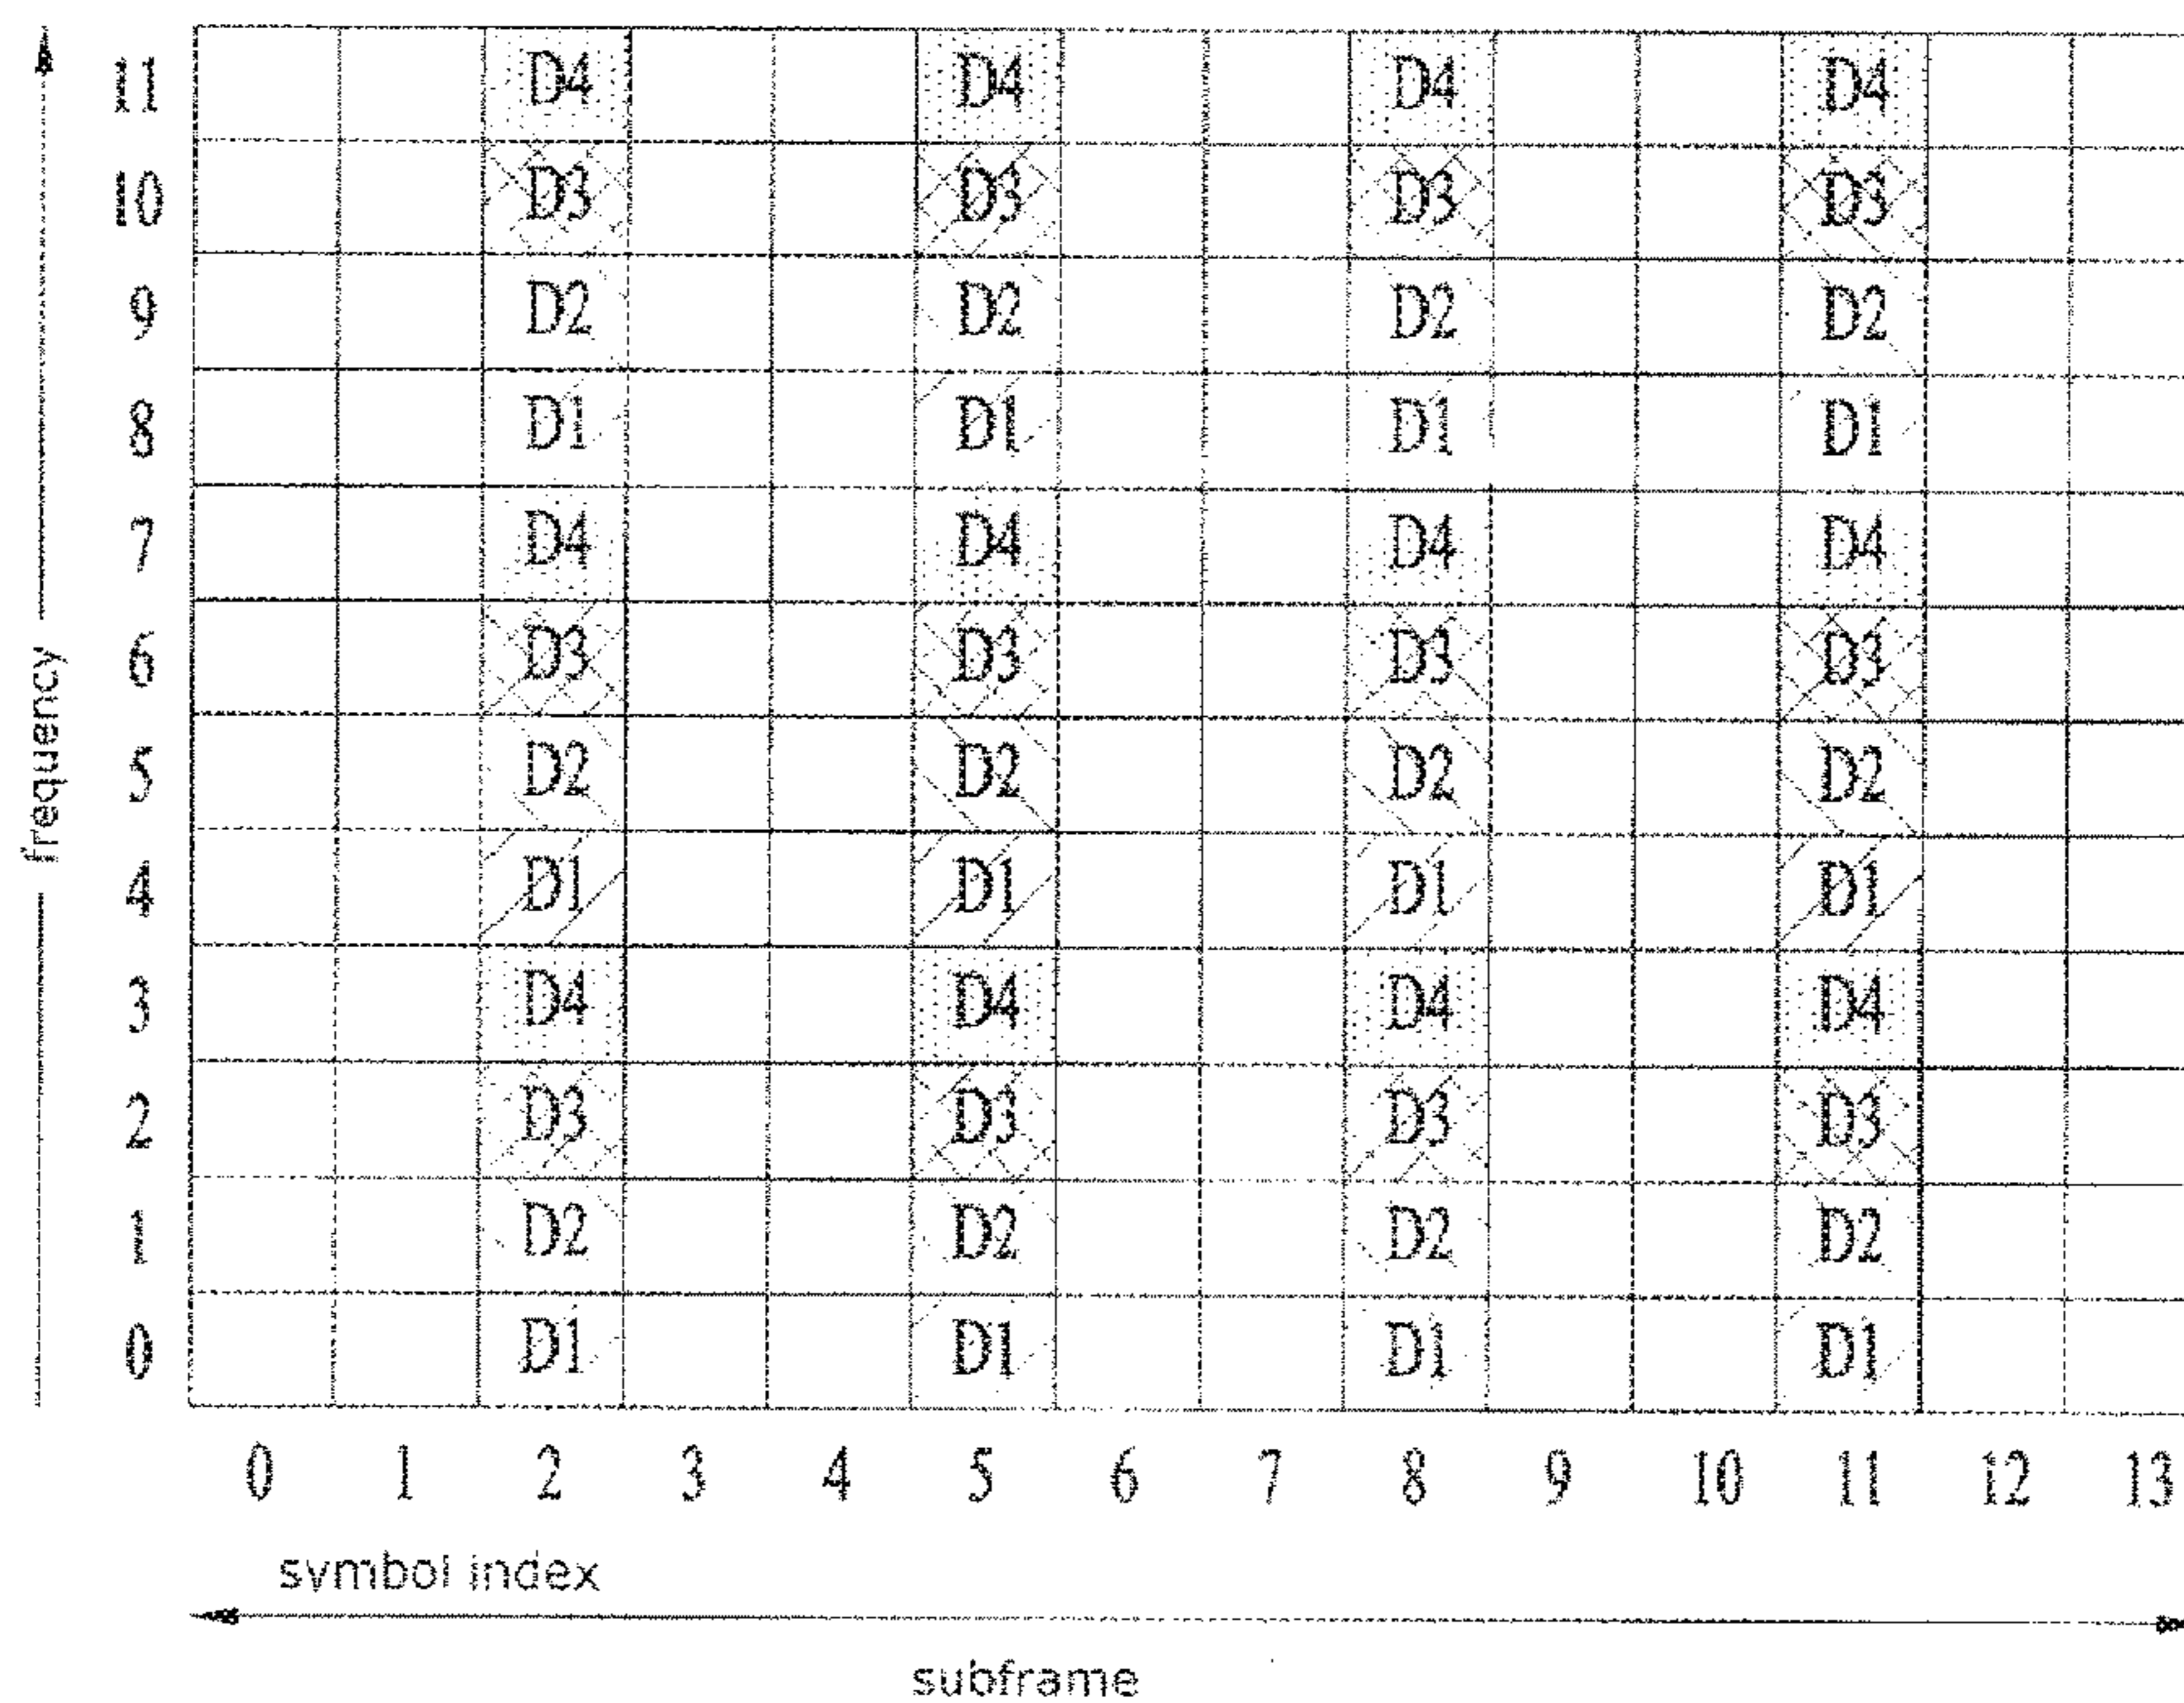 11 D4 D4 D4 D4
10 D3 D3 D3 D3
9 D2 D2 D2 D2
8 D1 D1 D1 D1
7 D4 D4 D4 D4
6 D3 D3 D3 D3
5 D2 D2 D2 D2
4 D1 D1 D1 D1
3 D4 D4 D4 D4
2 D3 D3 D3 D3
1 D2 D2 D2 D2
0 D1 D1 D1 D1
frequency
0 1 2 3 4 5 6 7 8 9 10 11 12 13
symbol index
subframe